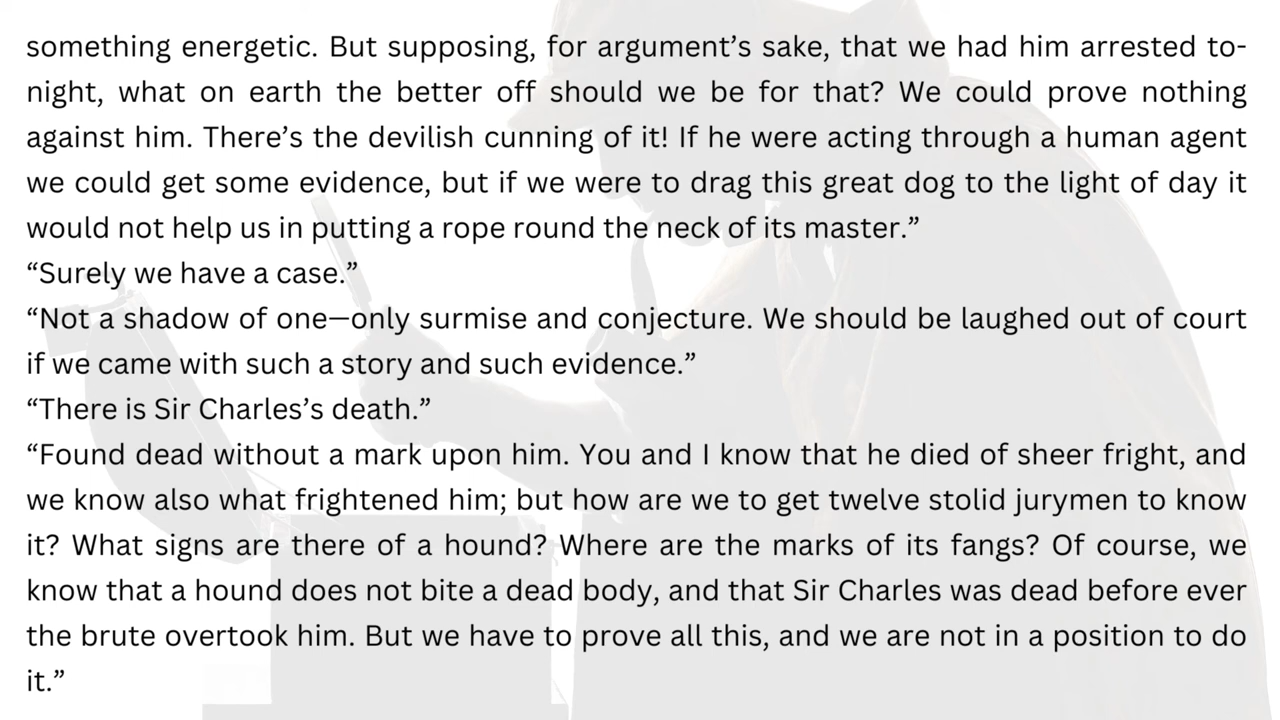 something energetic. But supposing, for argument’s sake, that we had him arrested to-
night, what on earth the better off should we be for that? We could prove nothing
against him. There’s the devilish cunning of it! If he were acting through a human agent
we could get some evidence, but if we were to drag this great dog to the light of day it
would not help us in putting a rope round the neck of its master.”
“Surely we have a case.”
“Not a shadow of one—only surmise and conjecture. We should be laughed out of court
if we came with such a story and such evidence.”
“There is Sir Charles’s death.”
“Found dead without a mark upon him. You and I know that he died of sheer fright, and
we know also what frightened him; but how are we to get twelve stolid jurymen to know
it? What signs are there of a hound? Where are the marks of its fangs? Of course, we
know that a hound does not bite a dead body, and that Sir Charles was dead before ever
the brute overtook him. But we have to prove all this, and we are not in a position to do
it.”